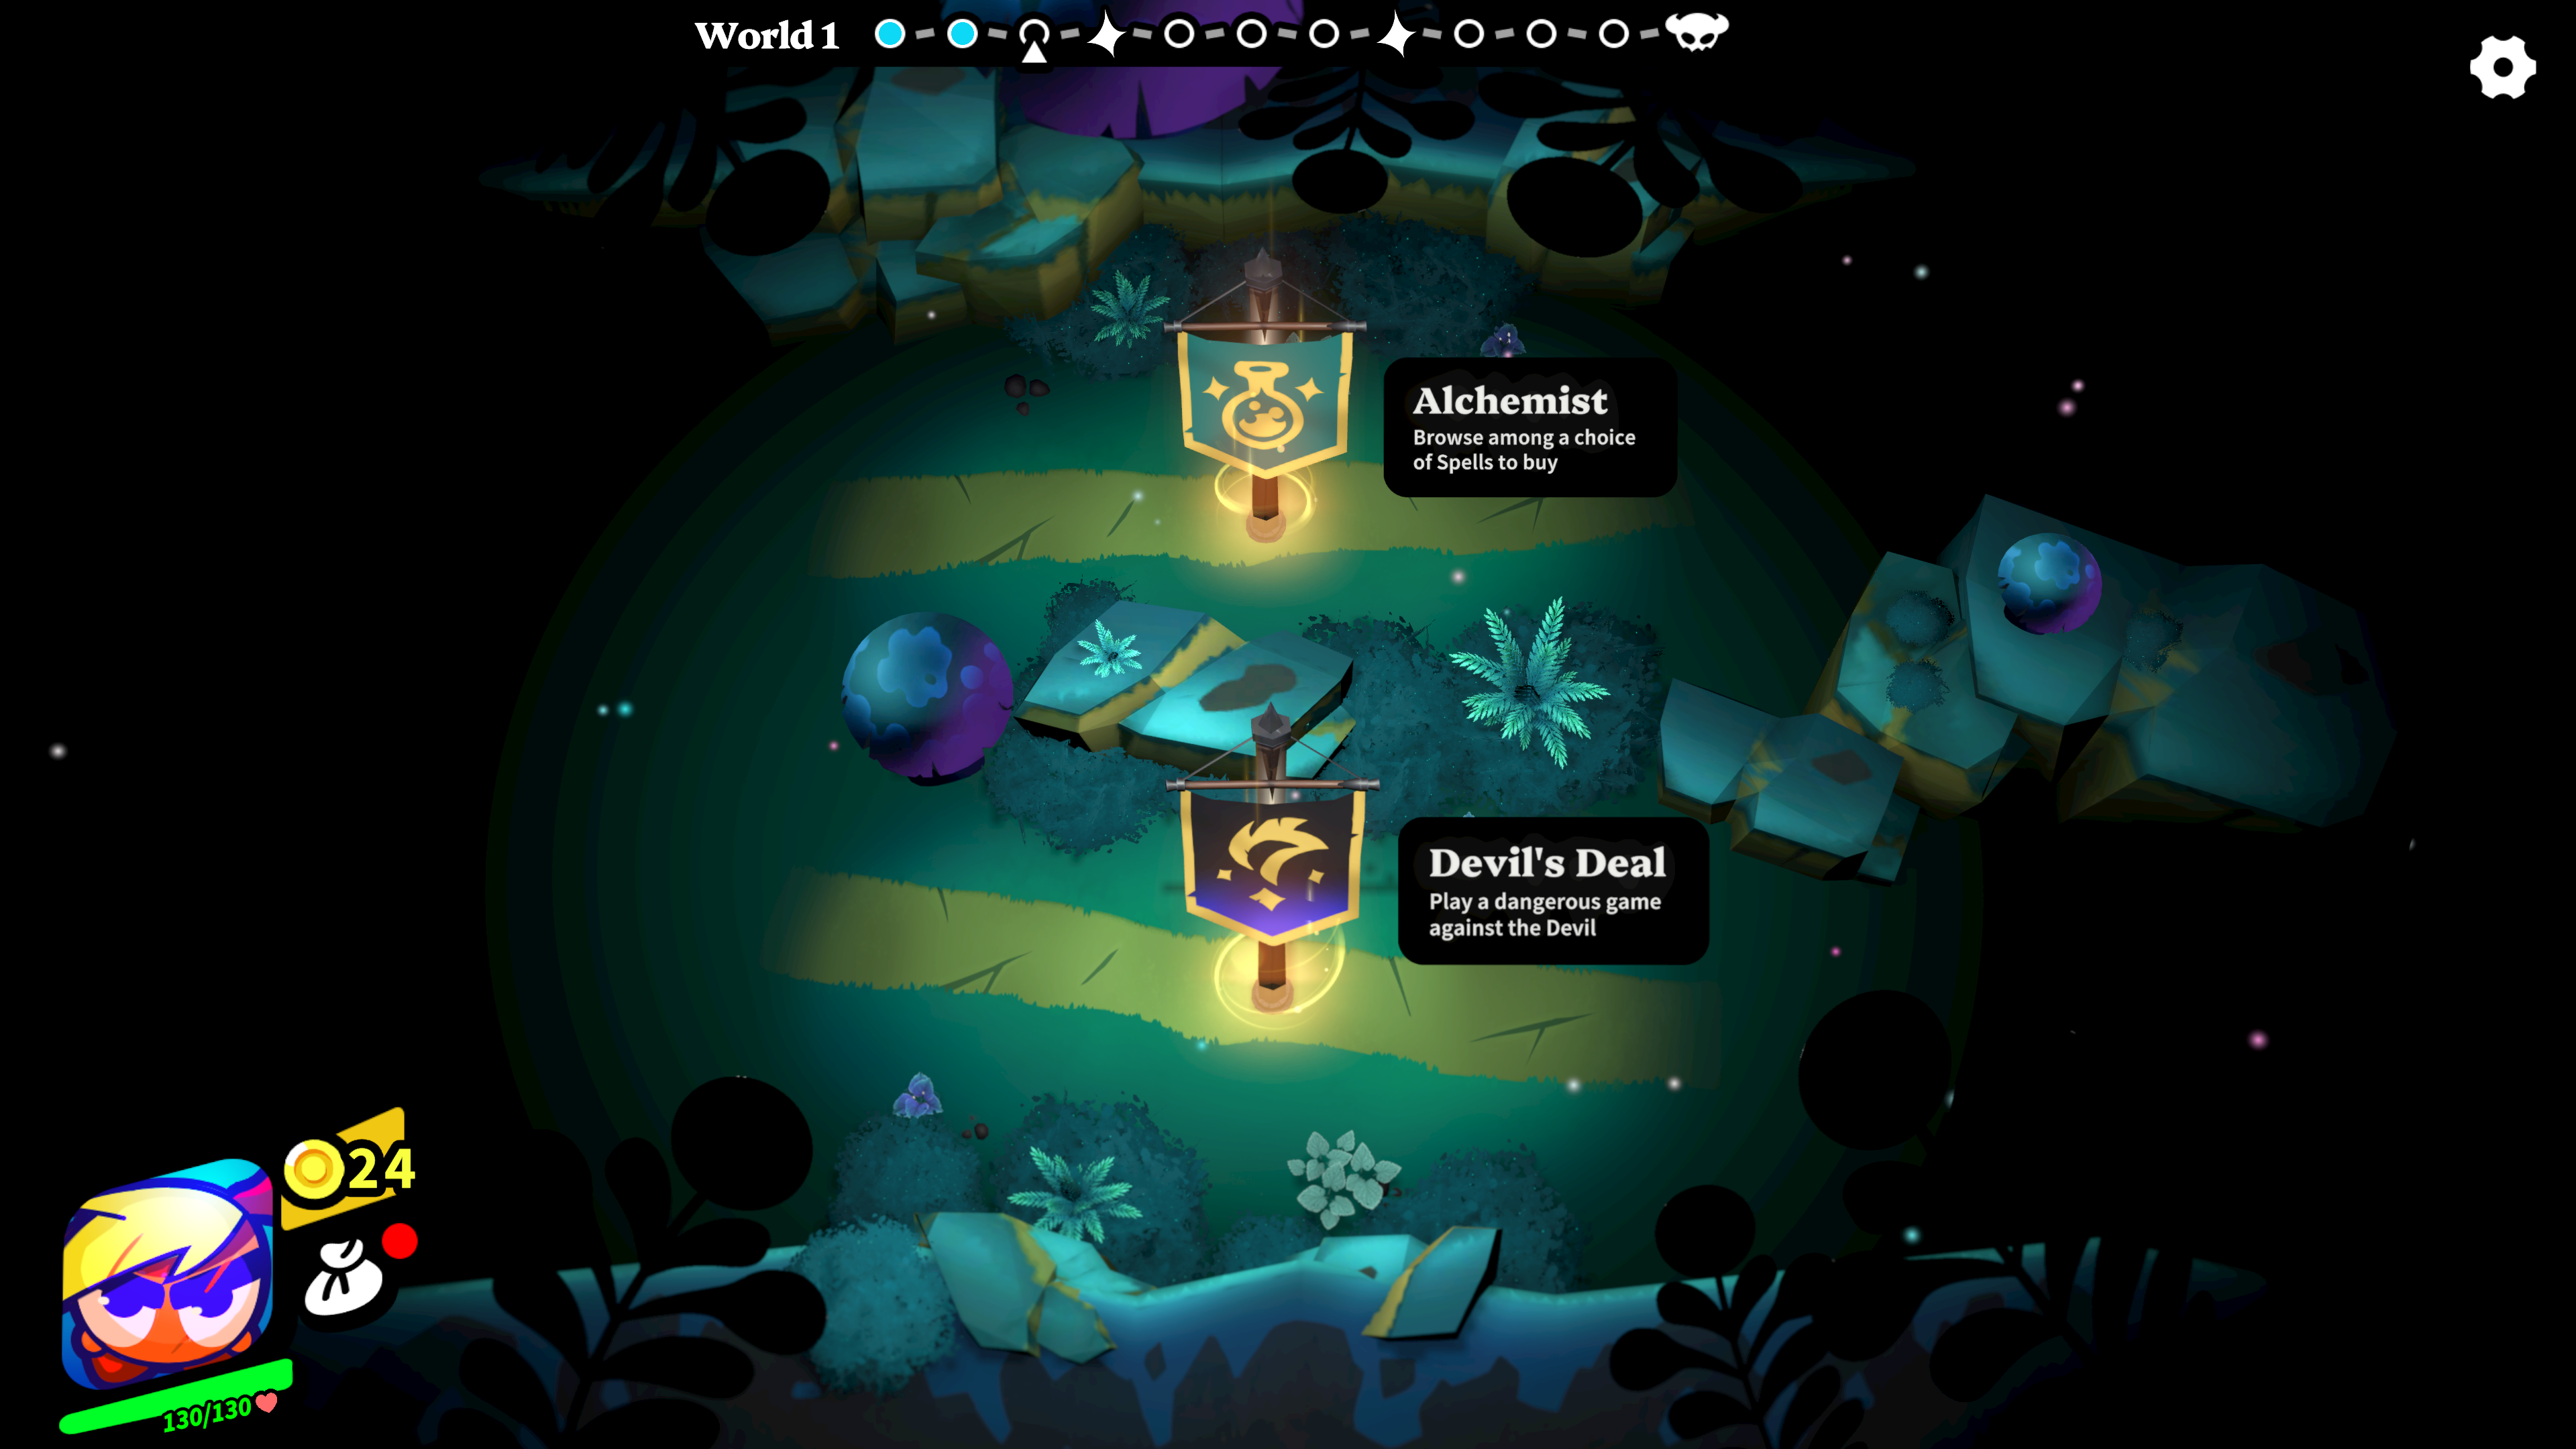 World 1
Alchemist
Browse among a choice
of Spells to buy
Devil's Deal
Play a dangerous game
against the Devil
24
130/130